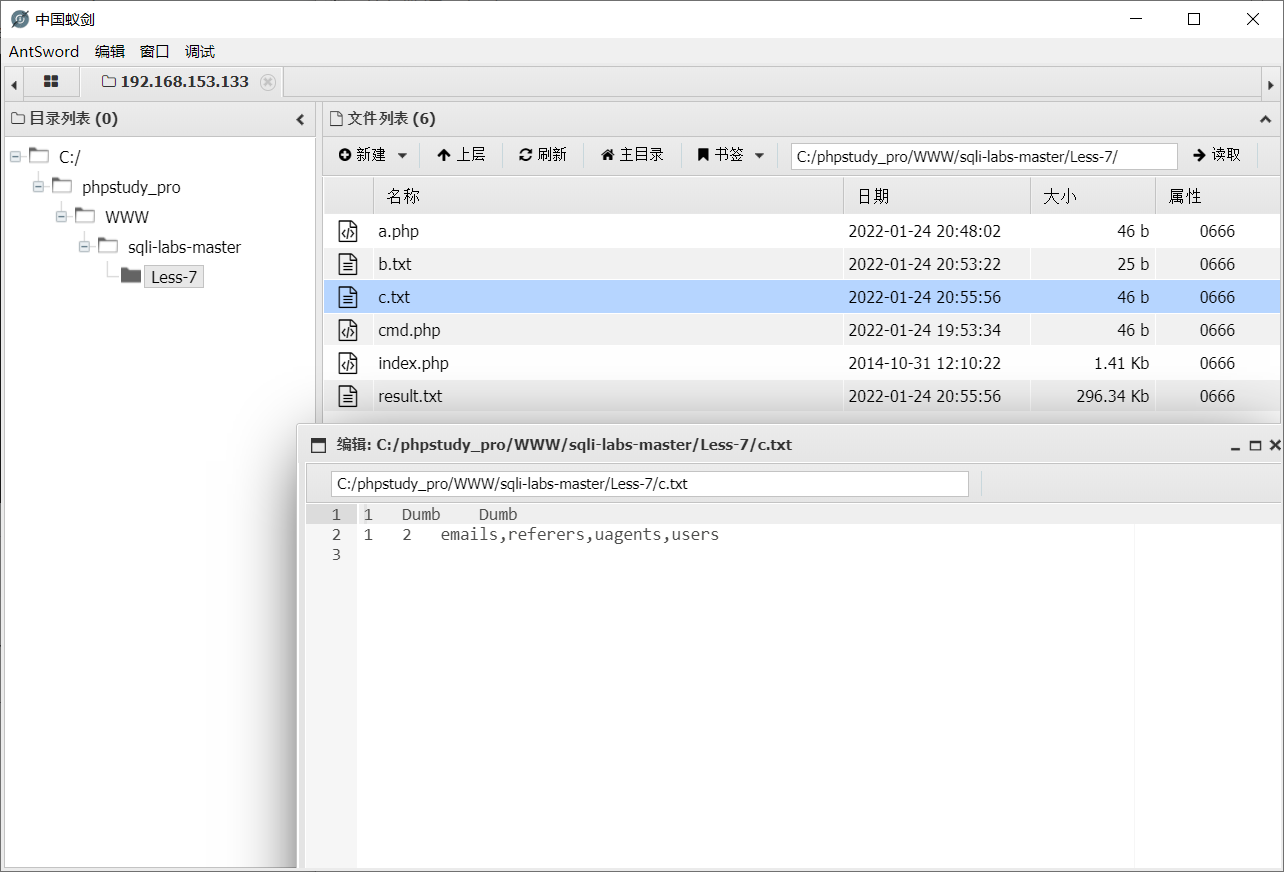 中国蚁剑
AntSword 编辑 窗口 调试
192.168.153.133
目录列表 (0)
文件列表 (6)
新建 上层 刷新 主目录 书签 C:/phpstudy_pro/WWW/sqli-labs-master/Less-7/ 读取
C:/
phpstudy_pro
WWW
sqli-labs-master
Less-7
名称 日期 大小 属性
a.php 2022-01-24 20:48:02 46 b 0666
b.txt 2022-01-24 20:53:22 25 b 0666
c.txt 2022-01-24 20:55:56 46 b 0666
cmd.php 2022-01-24 19:53:34 46 b 0666
index.php 2014-10-31 12:10:22 1.41 Kb 0666
result.txt 2022-01-24 20:55:56 296.34 Kb 0666
编辑: C:/phpstudy_pro/WWW/sqli-labs-master/Less-7/c.txt
C:/phpstudy_pro/WWW/sqli-labs-master/Less-7/c.txt
1 1 Dumb Dumb
2 1 2 emails,referers,uagents,users
3